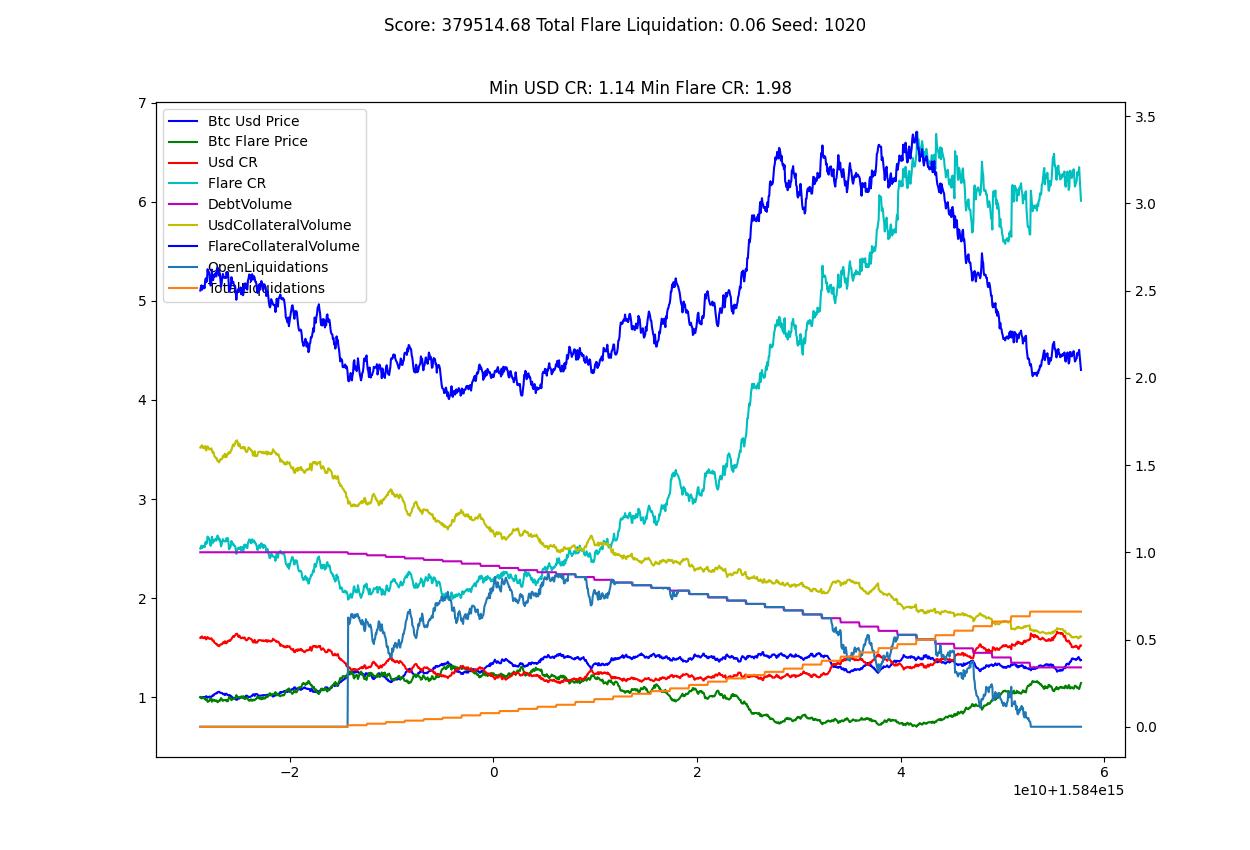 Score: 379514.68 Total Flare Liquidation: 0.06 Seed: 1020
Min USD CR: 1.14 Min Flare CR: 1.98
Btc Usd Price
Btc Flare Price
Usd CR
Flare CR
DebtVolume
UsdCollateralVolume
FlareCollateralVolume
OpenLiquidations
TotalLiquidations
7
6
5
4
3
2
1
3.5
3.0
2.5
2.0
1.5
1.0
0.5
0.0
−2
0
2
4
6
1e10+1.584e15